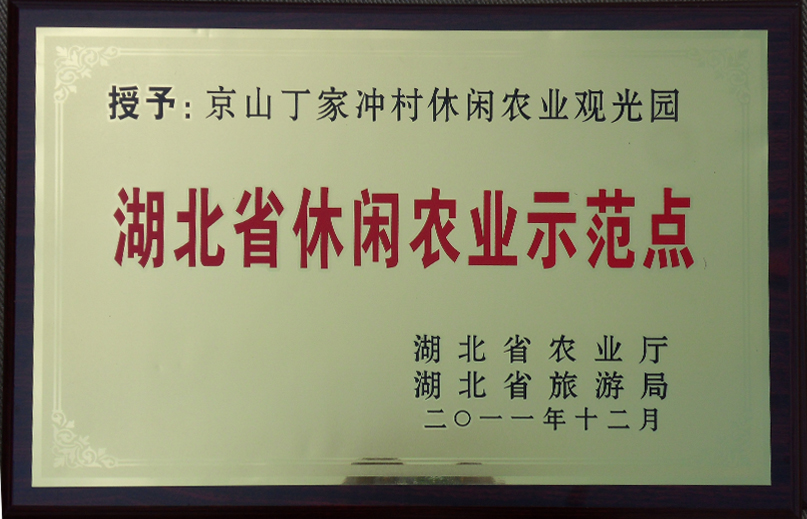 授予:京山丁家冲村休闲农业观光园
湖北省休闲农业示范点
湖北省农业厅
湖北省旅游局
二〇一一年十二月